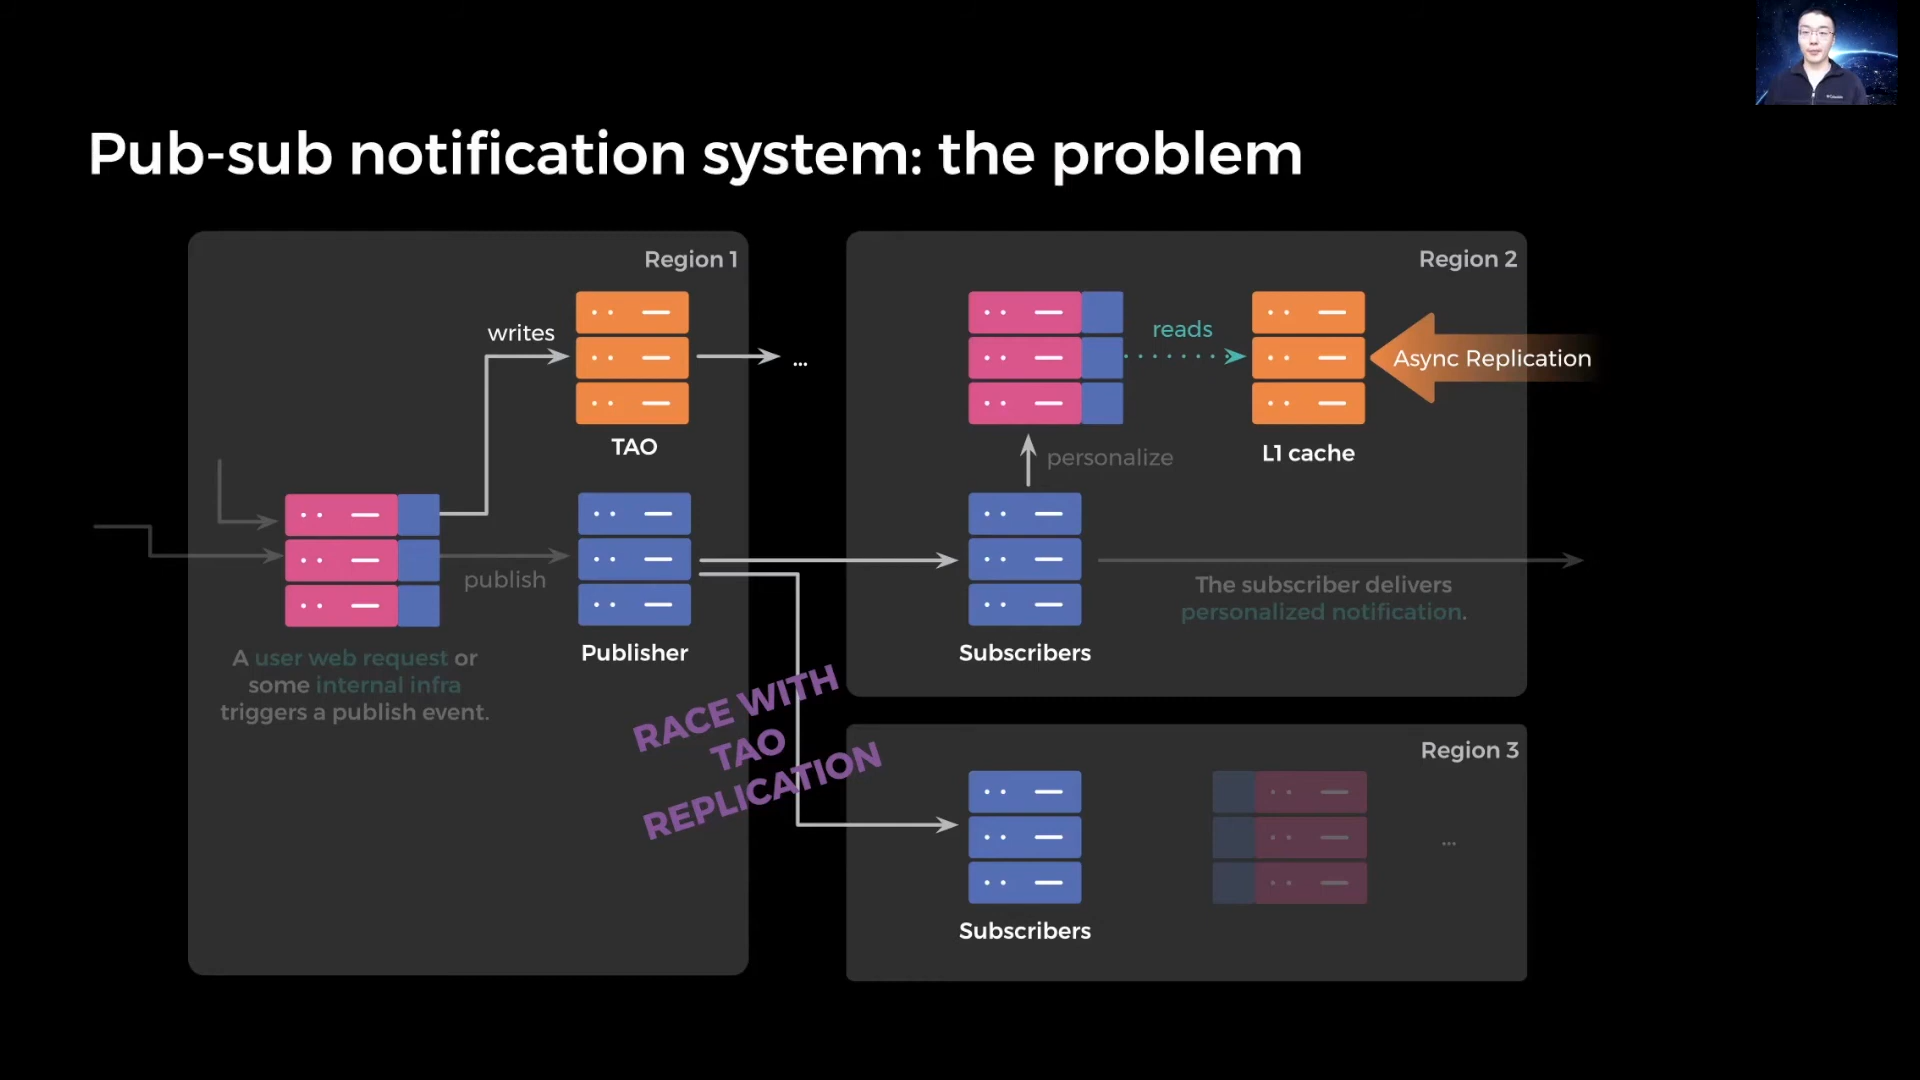 Pub-sub notification system: the problem
Region 1
writes
TAO
...
publish
Publisher
A user web request or
some internal infra
triggers a publish event.
RACE WITH
TAO
REPLICATION
Region 2
reads
Async Replication
L1 cache
personalize
Subscribers
The subscriber delivers
personalized notification.
Region 3
Subscribers
...